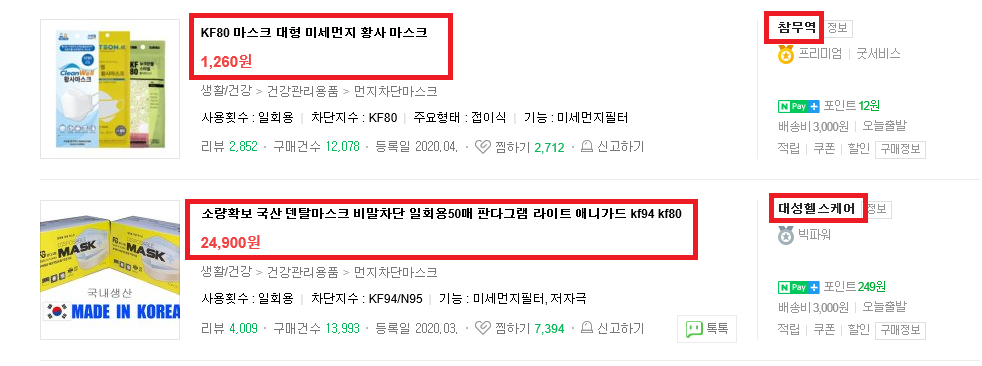 KF80 마스크 대형 미세먼지 황사 마스크
1,260원
생활/건강 > 건강관리용품 > 먼지차단마스크
사용횟수 : 일회용 | 차단지수 : KF80 | 주요형태 : 접이식 | 기능 : 미세먼지필터
리뷰 2,852 · 구매건수 12,078 · 등록일 2020.04. · 찜하기 2,712 · 신고하기
참무역 정보
프리미엄 | 굿서비스
N Pay + 포인트 12원
배송비 3,000원 | 오늘출발
적립 | 쿠폰 | 할인 구매정보
CleanWell
황사마스크
KF
80
소량확보 국산 덴탈마스크 비말차단 일회용50매 판다그램 라이트 애니가드 kf94 kf80
24,900원
생활/건강 > 건강관리용품 > 먼지차단마스크
사용횟수 : 일회용 | 차단지수 : KF94/N95 | 기능 : 미세먼지필터, 저자극
리뷰 4,009 · 구매건수 13,993 · 등록일 2020.03. · 찜하기 7,394 · 신고하기
톡톡
대성헬스케어 정보
빅파워
N Pay + 포인트 249원
배송비 3,000원 | 오늘출발
적립 | 쿠폰 | 할인 구매정보
MASK
MASK
국내생산
MADE IN KOREA